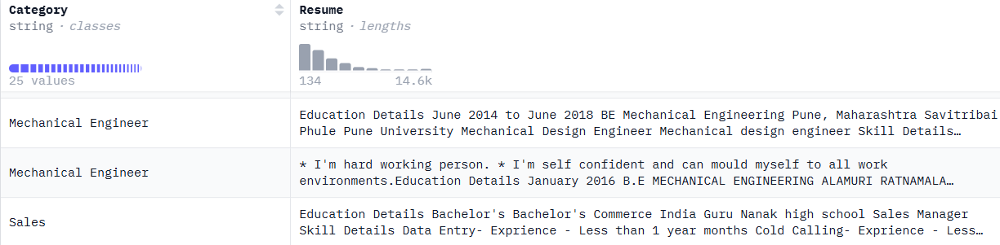 Category
Resume
string · classes
string · lengths
25 values
134
14.6k
Mechanical Engineer
Education Details June 2014 to June 2018 BE Mechanical Engineering Pune, Maharashtra Savitribai
Phule Pune University Mechanical Design Engineer Mechanical design engineer Skill Details…
Mechanical Engineer
* I'm hard working person. * I'm self confident and can mould myself to all work
environments.Education Details January 2016 B.E MECHANICAL ENGINEERING ALAMURI RATNAMALA…
Sales
Education Details Bachelor's Bachelor's Commerce India Guru Nanak high school Sales Manager
Skill Details Data Entry- Exprience - Less than 1 year months Cold Calling- Exprience - Less…